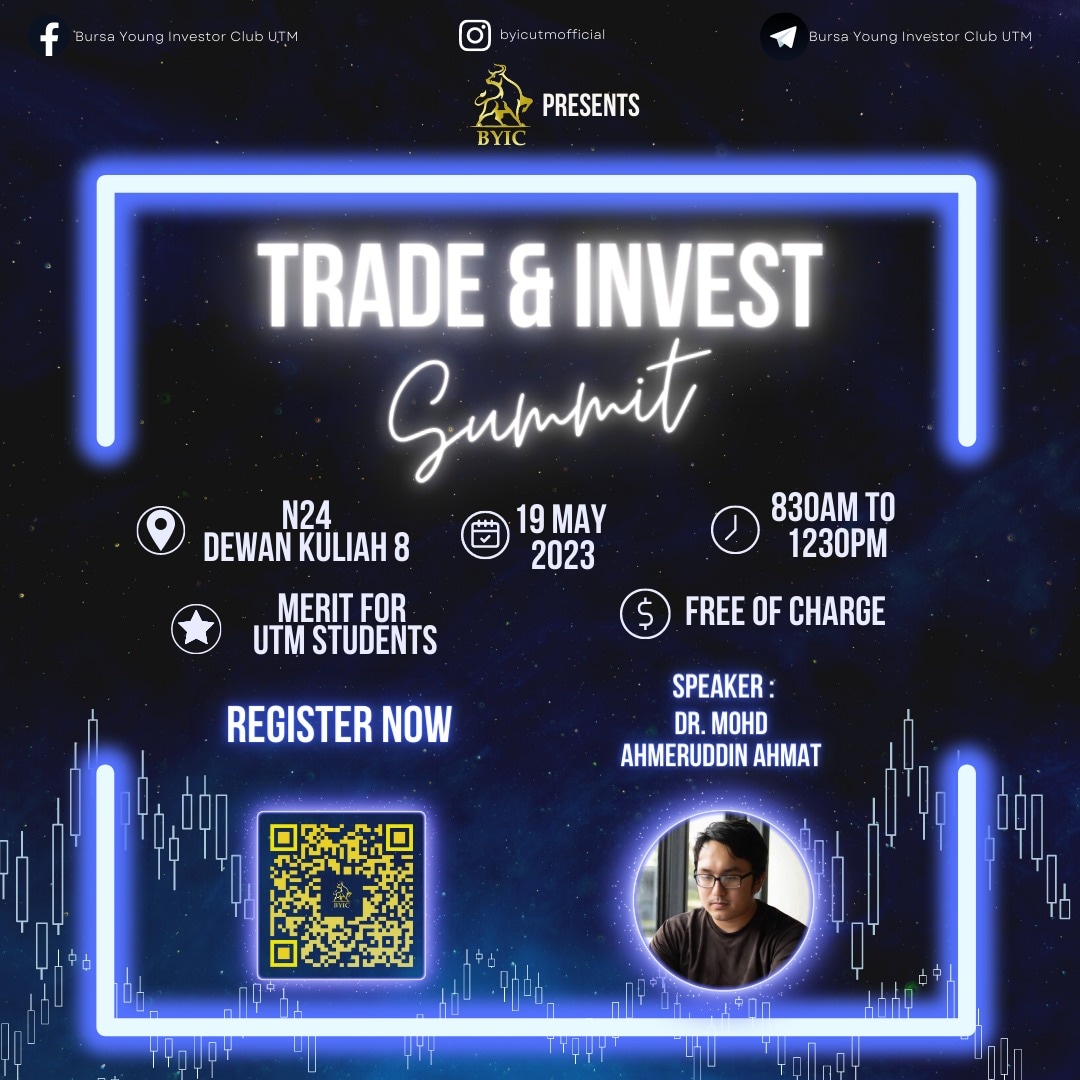 Bursa Young Investor Club UTM
byicutmofficial
Bursa Young Investor Club UTM
BYIC
PRESENTS
TRADE & INVEST
Summit
N24
DEWAN KULIAH 8
19 MAY
2023
830AM TO
1230PM
MERIT FOR
UTM STUDENTS
FREE OF CHARGE
REGISTER NOW
SPEAKER :
DR. MOHD
AHMERUDDIN AHMAT
BYIC